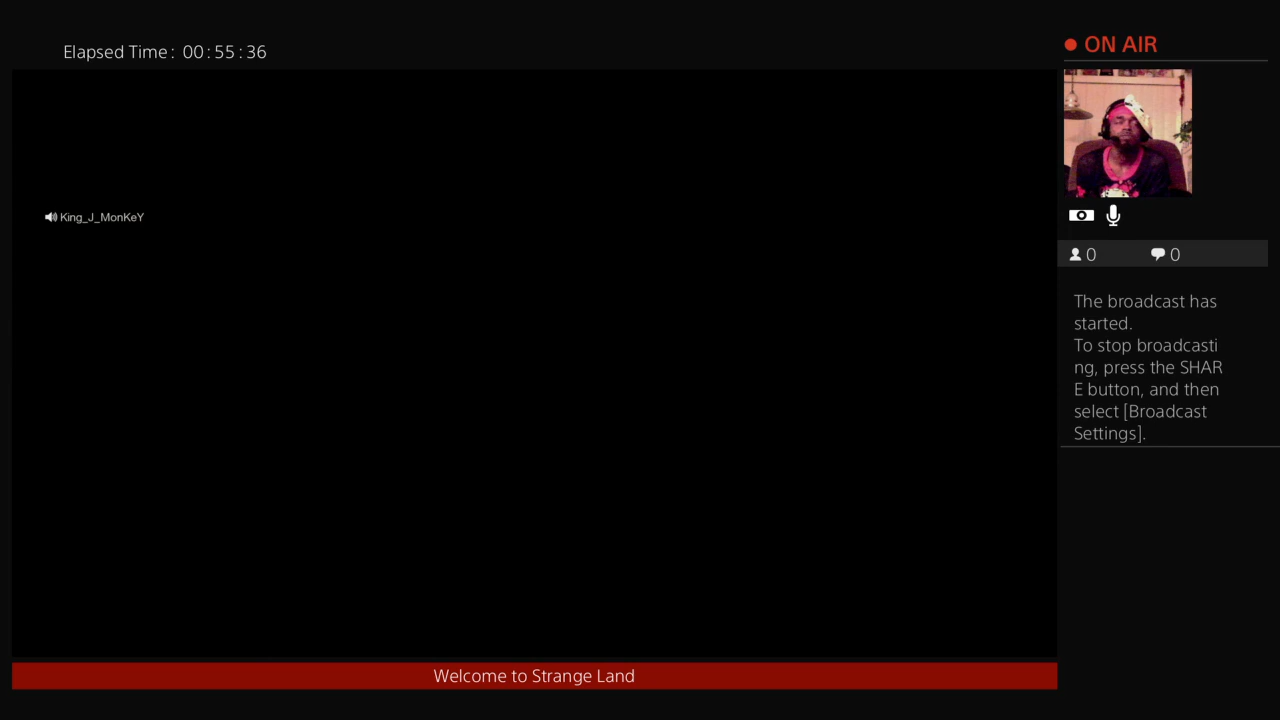 Elapsed Time: 00:55:36
ON AIR
King_J_MonKeY
0 0
The broadcast has
started.
To stop broadcasti
ng, press the SHAR
E button, and then
select [Broadcast
Settings].
Welcome to Strange Land